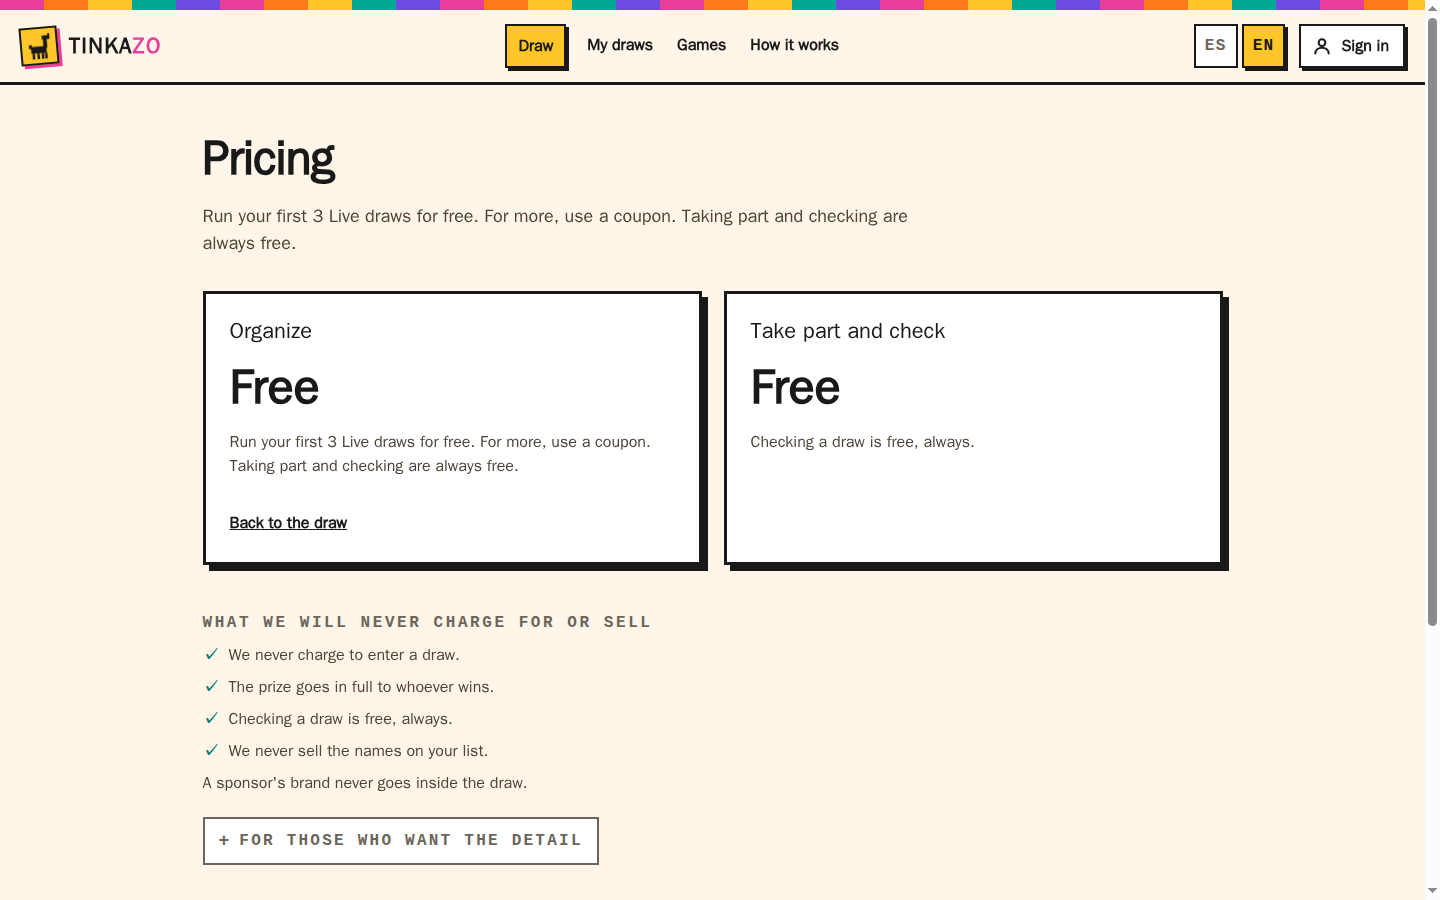 TINKAZO
Draw
My draws
Games
How it works
ES
EN
Sign in
Pricing
Run your first 3 Live draws for free. For more, use a coupon. Taking part and checking are
always free.
Organize
Free
Run your first 3 Live draws for free. For more, use a coupon.
Taking part and checking are always free.
Back to the draw
Take part and check
Free
Checking a draw is free, always.
WHAT WE WILL NEVER CHARGE FOR OR SELL
✓ We never charge to enter a draw.
✓ The prize goes in full to whoever wins.
✓ Checking a draw is free, always.
✓ We never sell the names on your list.
A sponsor's brand never goes inside the draw.
+ FOR THOSE WHO WANT THE DETAIL